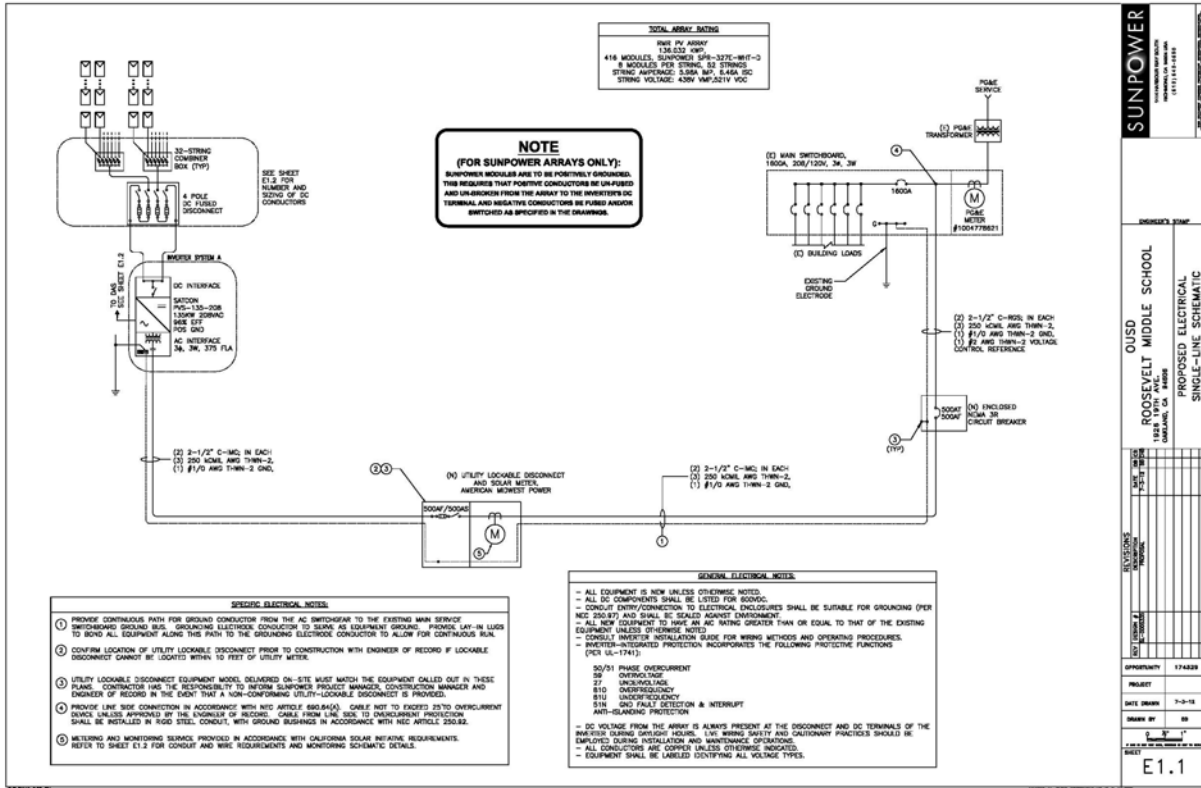 TOTAL ARRAY RATING
RMR PV ARRAY
136.032 KWP,
416 MODULES, SUNPOWER SPR-327E-WHT-D
8 MODULES PER STRING, 52 STRINGS
STRING AMPERAGE: 5.98A IMP, 6.46A ISC
STRING VOLTAGE: 438V VMP,521V VOC
NOTE
(FOR SUNPOWER ARRAYS ONLY):
SUNPOWER MODULES ARE TO BE POSITIVELY GROUNDED.
THIS REQUIRES THAT POSITIVE CONDUCTORS BE UN-FUSED
AND UN-BROKEN FROM THE ARRAY TO THE INVERTER'S DC
TERMINAL AND NEGATIVE CONDUCTORS BE FUSED AND/OR
SWITCHED AS SPECIFIED IN THE DRAWINGS.
32-STRING
COMBINER
BOX (TYP)
4 POLE
DC FUSED
DISCONNECT
SEE SHEET
E1.2 FOR
NUMBER AND
SIZING OF DC
CONDUCTORS
INVERTER SYSTEM A
TO DAS
SEE SHEET E1.2
DC INTERFACE
SATCON
PVS-135-208
135KW 208VAC
96% EFF
POS GND
AC INTERFACE
3ϕ, 3W, 375 FLA
(2) 2-1/2" C-IMC; IN EACH
(3) 250 kCMIL AWG THWN-2,
(1) #1/0 AWG THWN-2 GND,
2 3
(N) UTILITY LOCKABLE DISCONNECT
AND SOLAR METER,
AMERICAN MIDWEST POWER
500AF/500AS
M
5
(2) 2-1/2" C-IMC; IN EACH
(3) 250 kCMIL AWG THWN-2,
(1) #1/0 AWG THWN-2 GND,
1
PG&E
SERVICE
(E) PG&E
TRANSFORMER
4
(E) MAIN SWITCHBOARD,
1600A, 208/120V, 3ϕ, 3W
1600A
M
PG&E
METER
#1004778621
G
(E) BUILDING LOADS
EXISTING
GROUND
ELECTRODE
(2) 2-1/2" C-RGS; IN EACH
(3) 250 kCMIL AWG THWN-2,
(1) #1/0 AWG THWN-2 GND,
(1) #2 AWG THWN-2 VOLTAGE
CONTROL REFERENCE
500AT
500AF
(N) ENCLOSED
NEMA 3R
CIRCUIT BREAKER
3
(TYP)
SPECIFIC ELECTRICAL NOTES:
1 PROVIDE CONTINUOUS PATH FOR GROUND CONDUCTOR FROM THE AC SWITCHGEAR TO THE EXISTING MAIN SERVICE
SWITCHBOARD GROUND BUS. GROUNDING ELECTRODE CONDUCTOR TO SERVE AS EQUIPMENT GROUND. PROVIDE LAY-IN LUGS
TO BOND ALL EQUIPMENT ALONG THIS PATH TO THE GROUNDING ELECTRODE CONDUCTOR TO ALLOW FOR CONTINUOUS RUN.
2 CONFIRM LOCATION OF UTILITY LOCKABLE DISCONNECT PRIOR TO CONSTRUCTION WITH ENGINEER OF RECORD IF LOCKABLE
DISCONNECT CANNOT BE LOCATED WITHIN 10 FEET OF UTILITY METER.
3 UTILITY LOCKABLE DISCONNECT EQUIPMENT MODEL DELIVERED ON-SITE MUST MATCH THE EQUIPMENT CALLED OUT IN THESE
PLANS. CONTRACTOR HAS THE RESPONSIBILITY TO INFORM SUNPOWER PROJECT MANAGER, CONSTRUCTION MANAGER AND
ENGINEER OF RECORD IN THE EVENT THAT A NON-CONFORMING UTILITY-LOCKABLE DISCONNECT IS PROVIDED.
4 PROVIDE LINE SIDE CONNECTION IN ACCORDANCE WITH NEC ARTICLE 690.64(A). CABLE NOT TO EXCEED 25'TO OVERCURRENT
DEVICE UNLESS APPROVED BY THE ENGINEER OF RECORD. CABLE FROM LINE SIDE TO OVERCURRENT PROTECTION
SHALL BE INSTALLED IN RIGID STEEL CONDUIT, WITH GROUND BUSHINGS IN ACCORDANCE WITH NEC ARTICLE 250.92.
5 METERING AND MONITORING SERVICE PROVIDED IN ACCORDANCE WITH CALIFORNIA SOLAR INITIATIVE REQUIREMENTS.
REFER TO SHEET E1.2 FOR CONDUIT AND WIRE REQUIREMENTS AND MONITORING SCHEMATIC DETAILS.
GENERAL ELECTRICAL NOTES:
- ALL EQUIPMENT IS NEW UNLESS OTHERWISE NOTED.
- ALL DC COMPONENTS SHALL BE LISTED FOR 600VDC.
- CONDUIT ENTRY/CONNECTION TO ELECTRICAL ENCLOSURES SHALL BE SUITABLE FOR GROUNDING (PER
NEC 250.97) AND SHALL BE SEALED AGAINST ENVIRONMENT.
- ALL NEW EQUIPMENT TO HAVE AN AIC RATING GREATER THAN OR EQUAL TO THAT OF THE EXISTING
EQUIPMENT UNLESS OTHERWISE NOTED
- CONSULT INVERTER INSTALLATION GUIDE FOR WIRING METHODS AND OPERATING PROCEDURES.
- INVERTER-INTEGRATED PROTECTION INCORPORATES THE FOLLOWING PROTECTIVE FUNCTIONS
(PER UL-1741):
50/51 PHASE OVERCURRENT
59 OVERVOLTAGE
27 UNDERVOLTAGE
81O OVERFREQUENCY
81U UNDERFREQUENCY
51N GND FAULT DETECTION & INTERRUPT
ANTI-ISLANDING PROTECTION
- DC VOLTAGE FROM THE ARRAY IS ALWAYS PRESENT AT THE DISCONNECT AND DC TERMINALS OF THE
INVERTER DURING DAYLIGHT HOURS. LIVE WIRING SAFETY AND CAUTIONARY PRACTICES SHOULD BE
EMPLOYED DURING INSTALLATION AND MAINTENANCE OPERATIONS.
- ALL CONDUCTORS ARE COPPER UNLESS OTHERWISE INDICATED.
- EQUIPMENT SHALL BE LABELED IDENTIFYING ALL VOLTAGE TYPES.
SUNPOWER
ENGINEER'S STAMP
OUSD
ROOSEVELT MIDDLE SCHOOL
1926 19TH AVE.
OAKLAND, CA
PROPOSED ELECTRICAL
SINGLE-LINE SCHEMATIC
REVISIONS
DESCRIPTION
PROPOSAL
DATE
7-3-12
OPPORTUNITY
PROJECT
DATE DRAWN 7-3-12
DRAWN BY
SHEET
E1.1